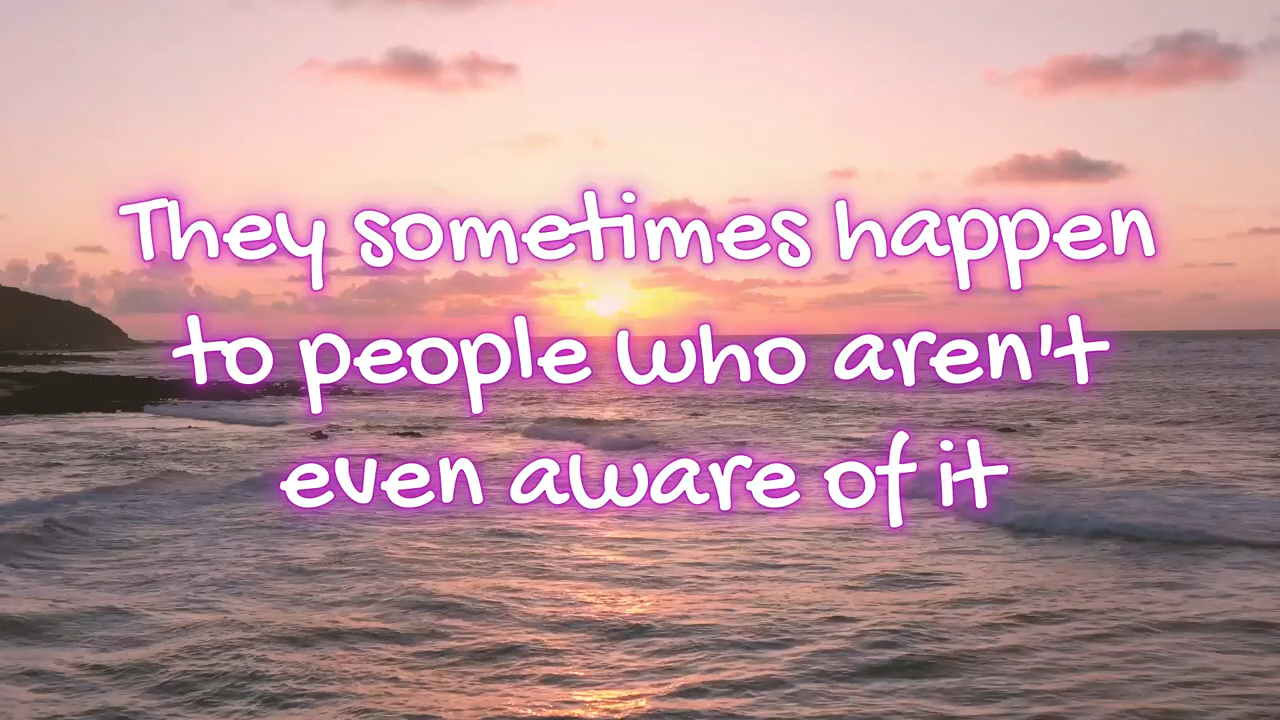 They sometimes happen
to people who aren't
even aware of it